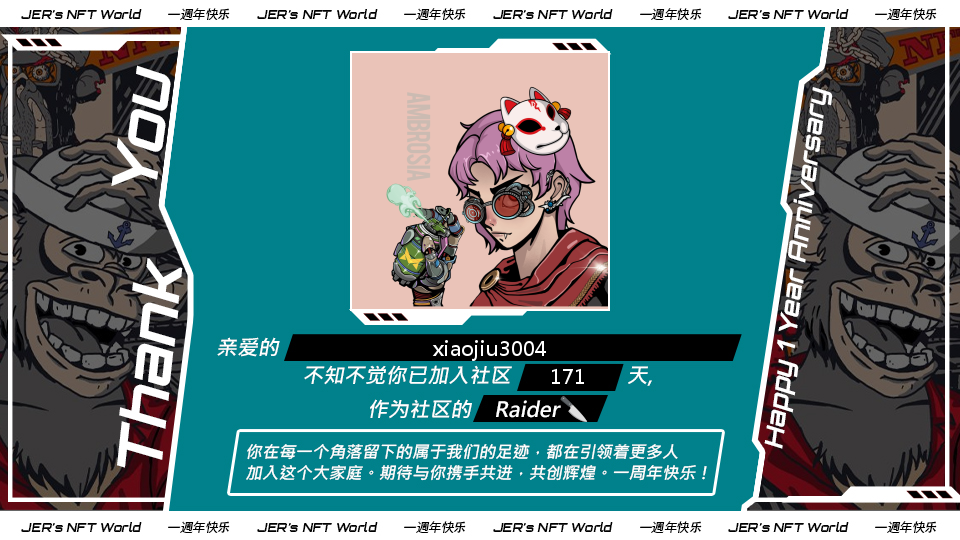 JER's NFT World 一週年快乐 JER's NFT World 一週年快乐 JER's NFT World 一週年快乐 JER's NFT World 一週年快乐
Thank You
AMBROSIA
Happy 1 Year Anniversary
亲爱的 xiaojiu3004
不知不觉你已加入社区 171 天,
作为社区的 Raider🔪
你在每一个角落留下的属于我们的足迹，都在引领着更多人
加入这个大家庭。期待与你携手共进，共创辉煌。一周年快乐！
JER's NFT World 一週年快乐 JER's NFT World 一週年快乐 JER's NFT World 一週年快乐 JER's NFT World 一週年快乐